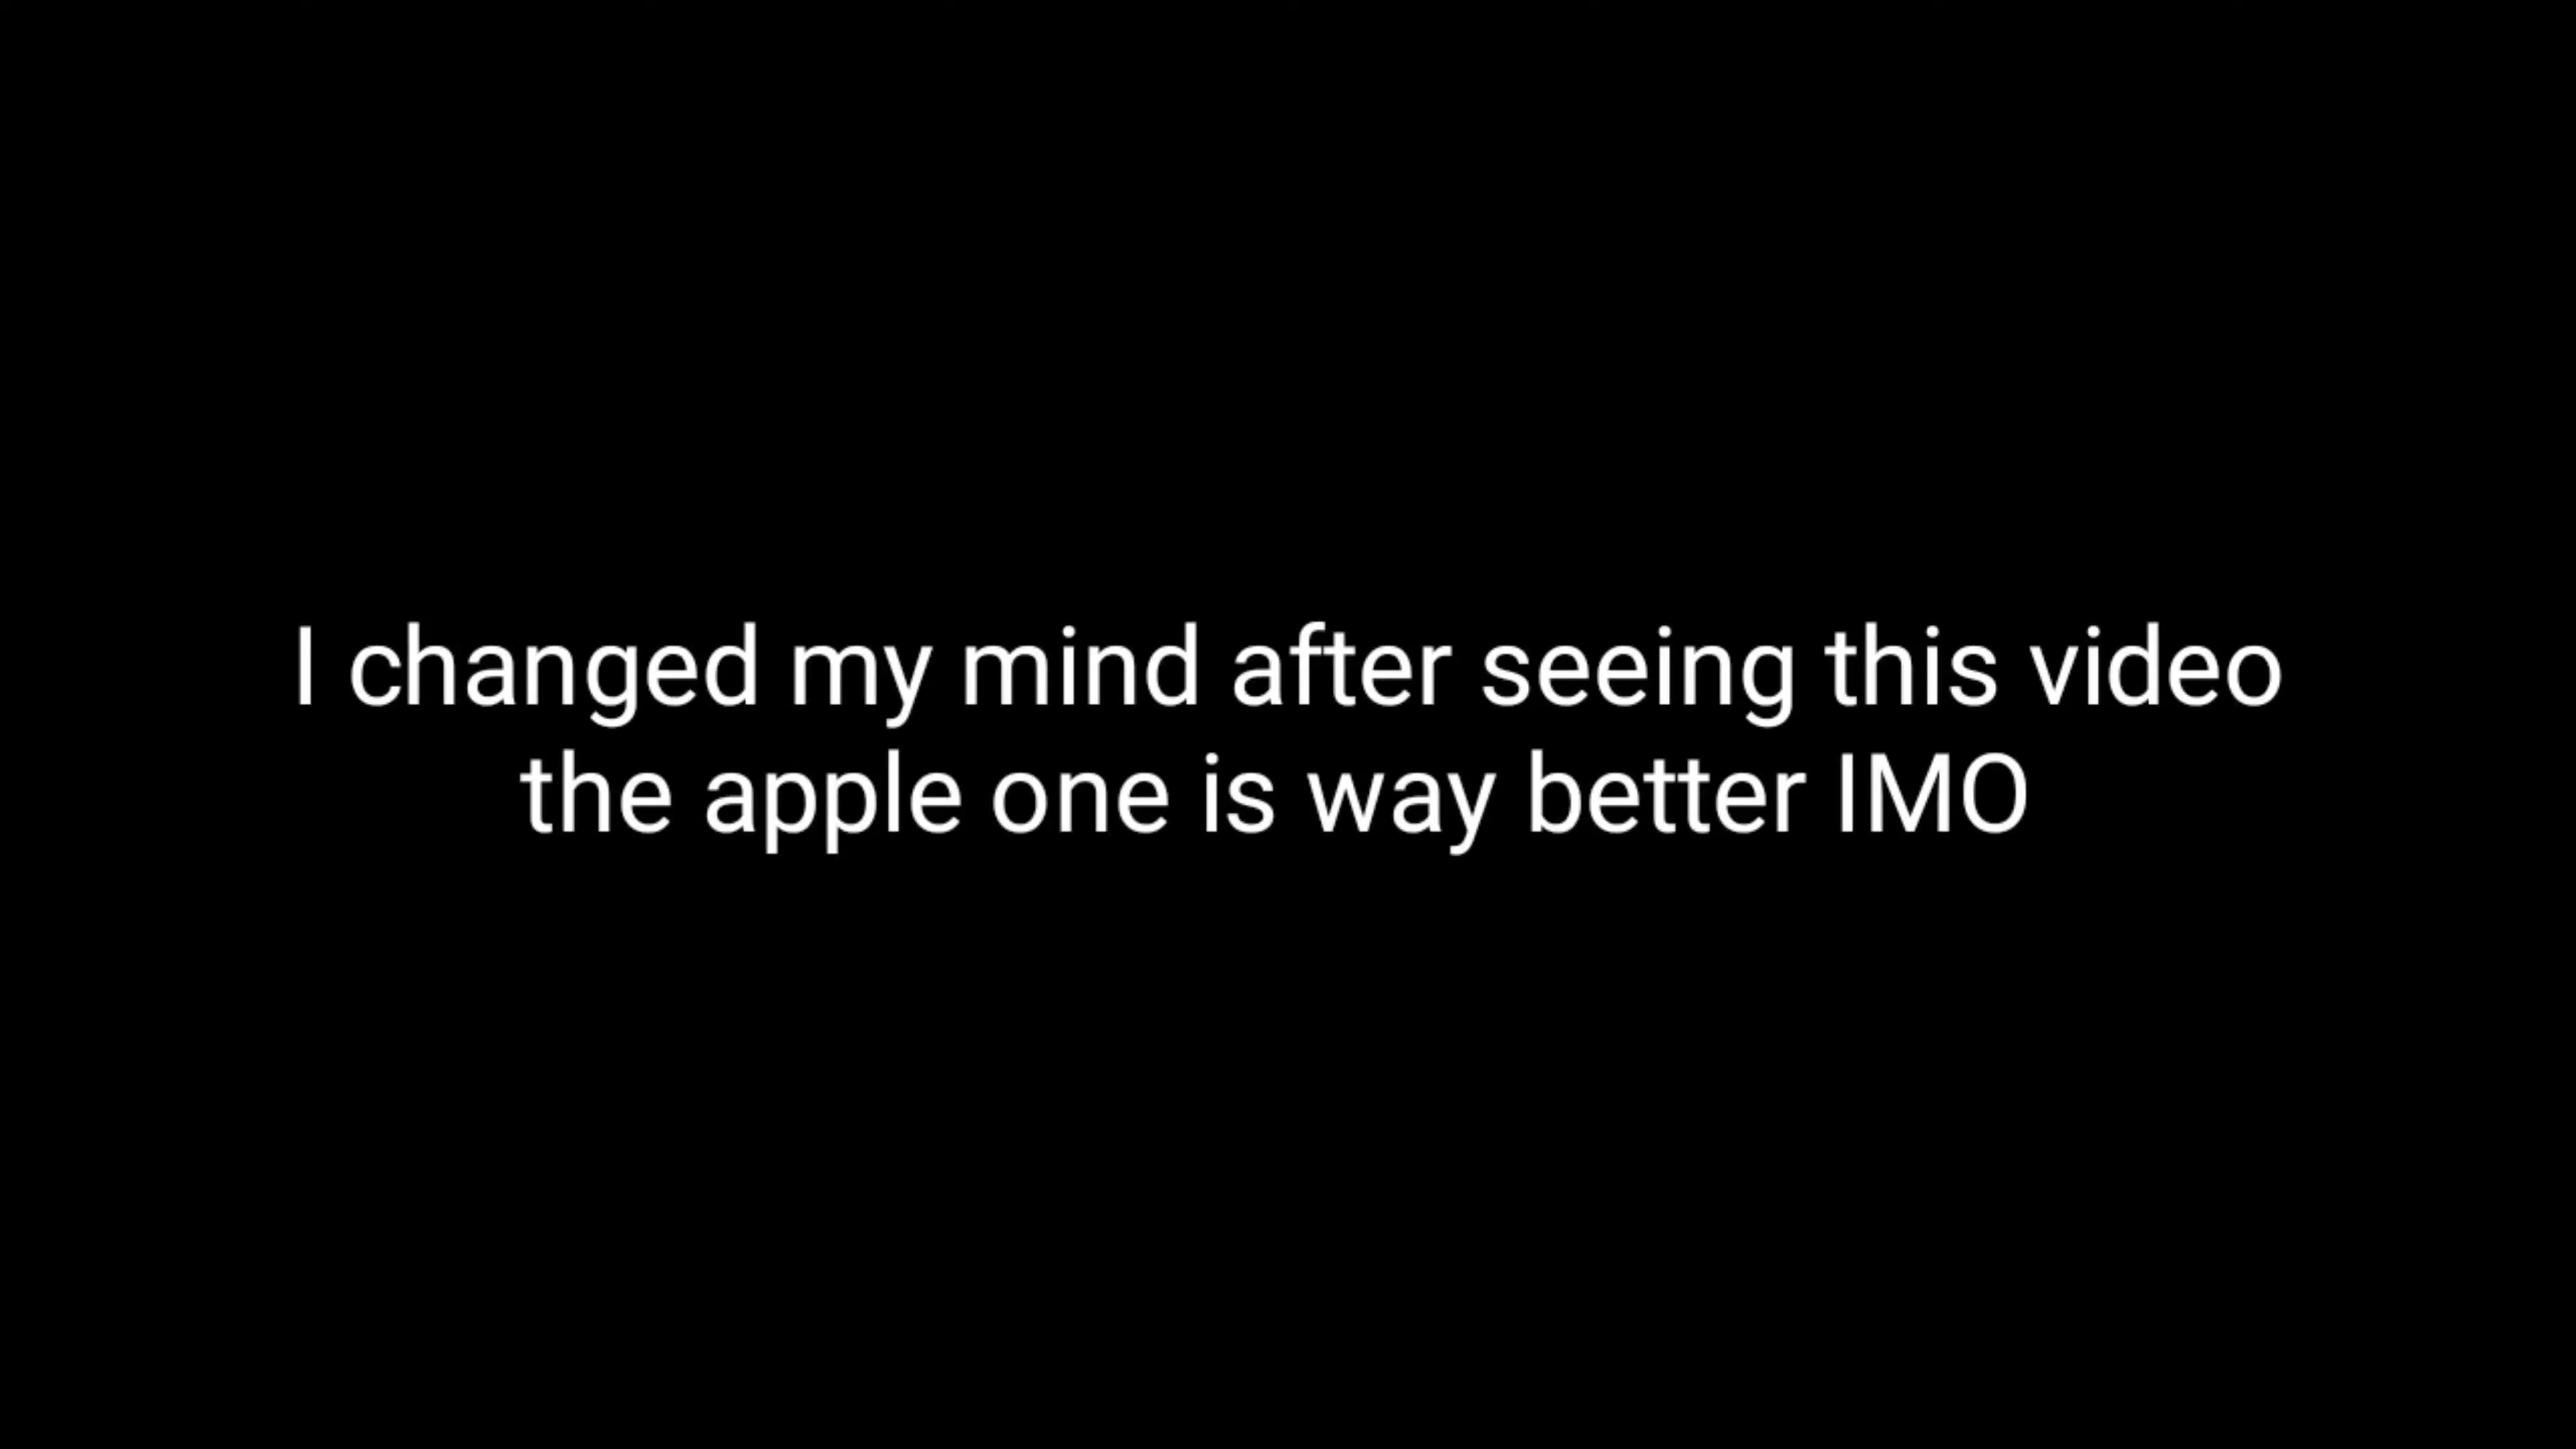 I changed my mind after seeing this video
the apple one is way better IMO